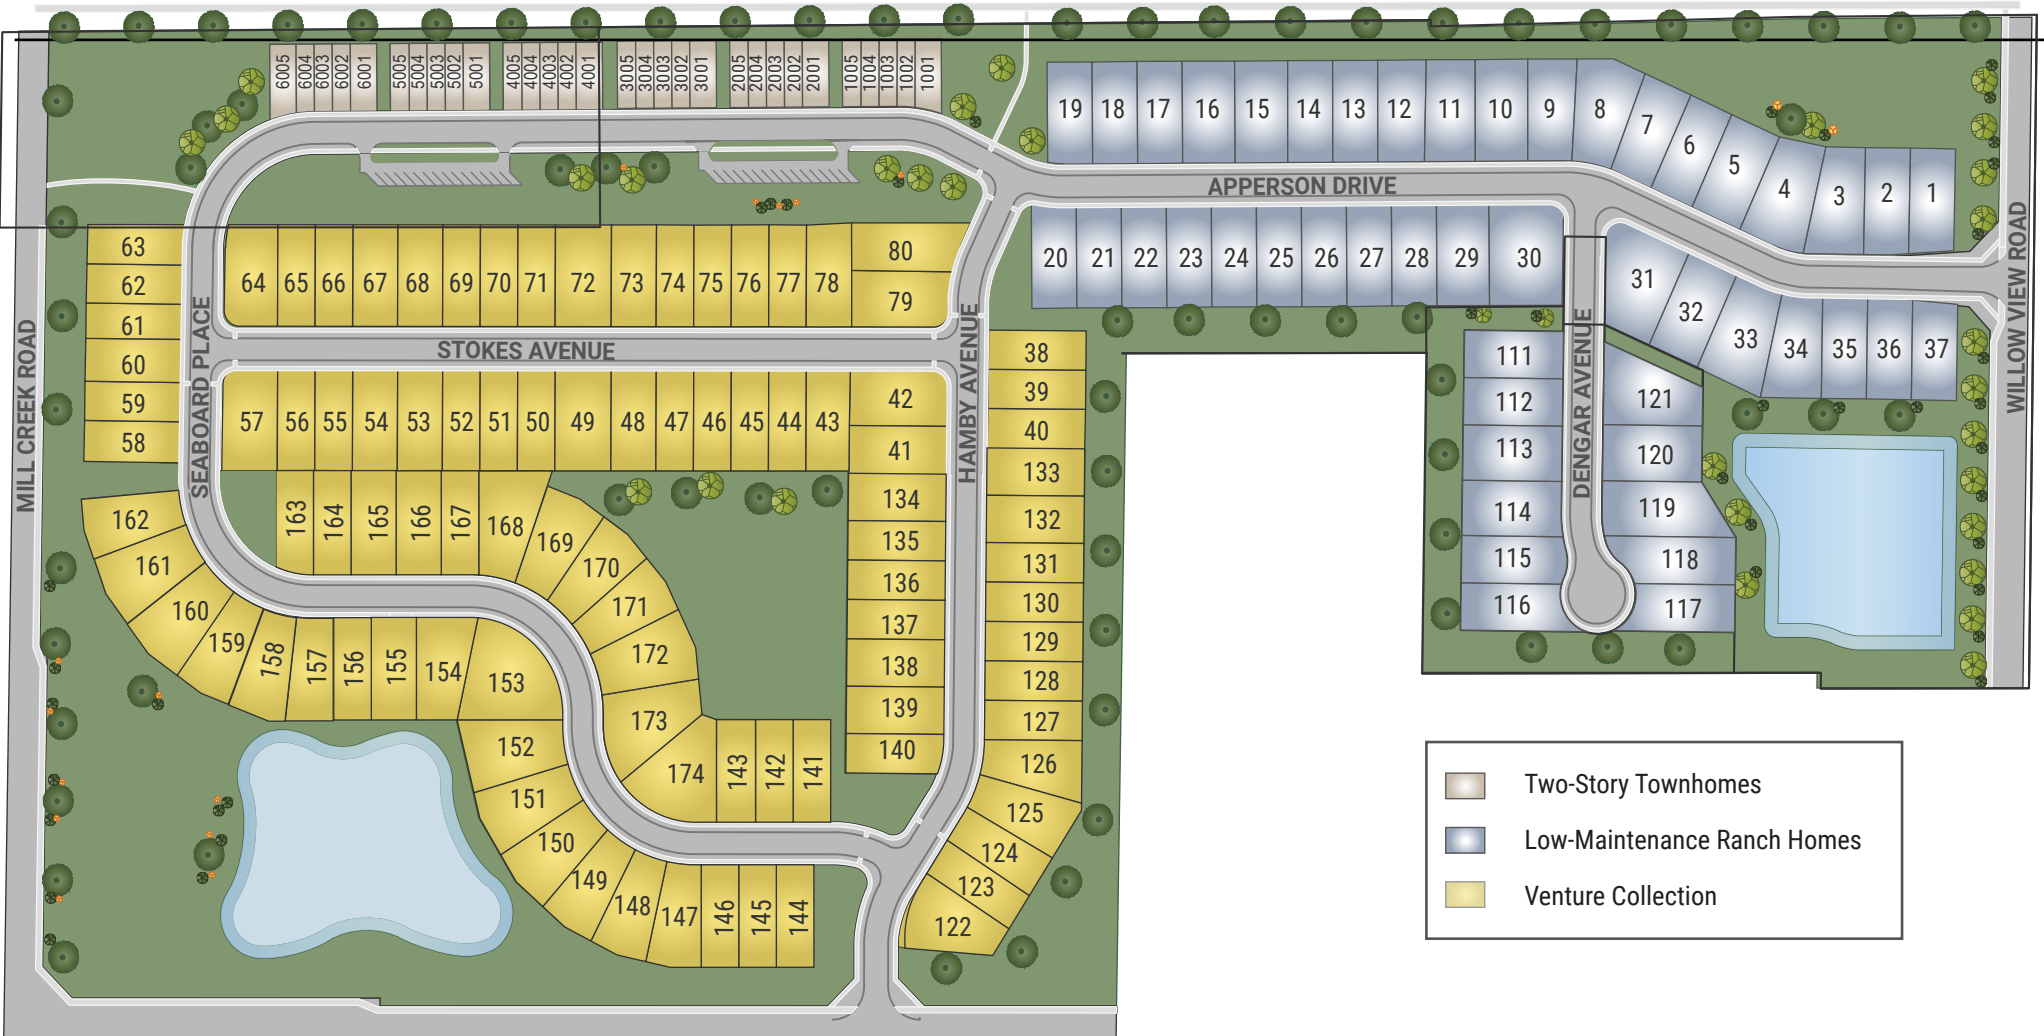 6005 6004 6003 6002 6001
5005 5004 5003 5002 5001
4005 4004 4003 4002 4001
3005 3004 3003 3002 3001
2005 2004 2003 2002 2001
1005 1004 1003 1002 1001
19 18 17 16 15 14 13 12 11 10 9 8 7 6 5 4 3 2 1
APPERSON DRIVE
20 21 22 23 24 25 26 27 28 29 30
31 32 33 34 35 36 37
WILLOW VIEW ROAD
MILL CREEK ROAD
63
62
61
60
59
58
SEABOARD PLACE
64 65 66 67 68 69 70 71 72 73 74 75 76 77 78
80
79
STOKES AVENUE
HAMBY AVENUE
57 56 55 54 53 52 51 50 49 48 47 46 45 44 43
42
41
134
135
136
137
138
139
140
38
39
40
133
132
131
130
129
128
127
126
125
124
123
122
DENGAR AVENUE
111
112
113
114
115
116
121
120
119
118
117
163 164 165 166 167 168 169 170 171 172 173 174 143 142 141
162
161
160
159
158 157 156 155 154 153
152
151
150
149
148
147 146 145 144
Two-Story Townhomes
Low-Maintenance Ranch Homes
Venture Collection